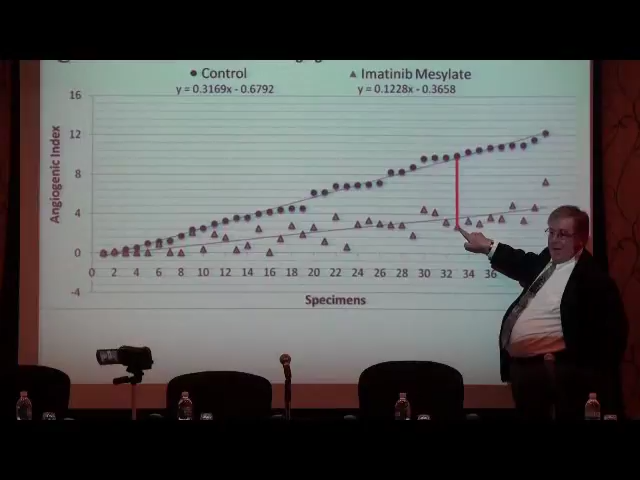 Control
Imatinib Mesylate
y = 0.3169x - 0.6792
y = 0.1228x - 0.3658
16
12
8
4
0
-4
Angiogenic Index
0 2 4 6 8 10 12 14 16 18 20 22 24 26 28 30 32 34 36
Specimens